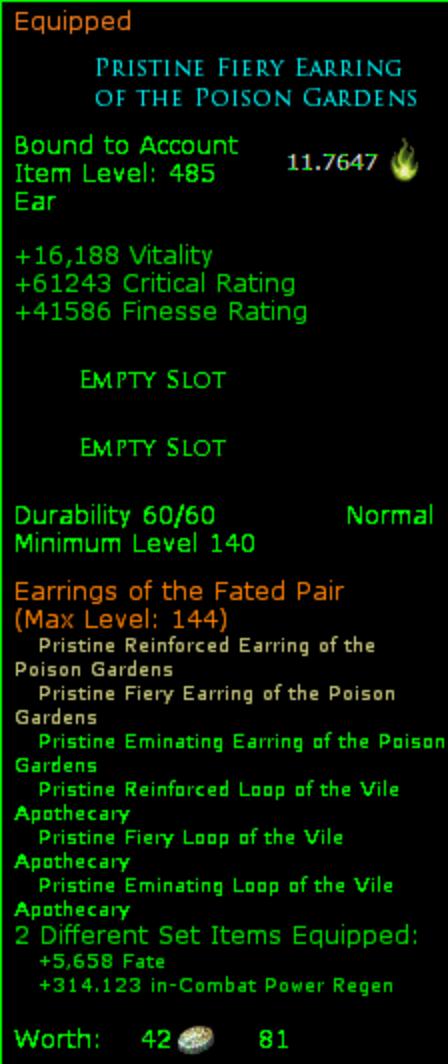 Equipped
Pristine Fiery Earring
of the Poison Gardens
Bound to Account
11.7647
Item Level: 485
Ear
+16,188 Vitality
+61243 Critical Rating
+41586 Finesse Rating
Empty Slot
Empty Slot
Durability 60/60 Normal
Minimum Level 140
Earrings of the Fated Pair
(Max Level: 144)
Pristine Reinforced Earring of the
Poison Gardens
Pristine Fiery Earring of the Poison
Gardens
Pristine Eminating Earring of the Poison
Gardens
Pristine Reinforced Loop of the Vile
Apothecary
Pristine Fiery Loop of the Vile
Apothecary
Pristine Eminating Loop of the Vile
Apothecary
2 Different Set Items Equipped:
+5,658 Fate
+314.123 in-Combat Power Regen
Worth: 42 81